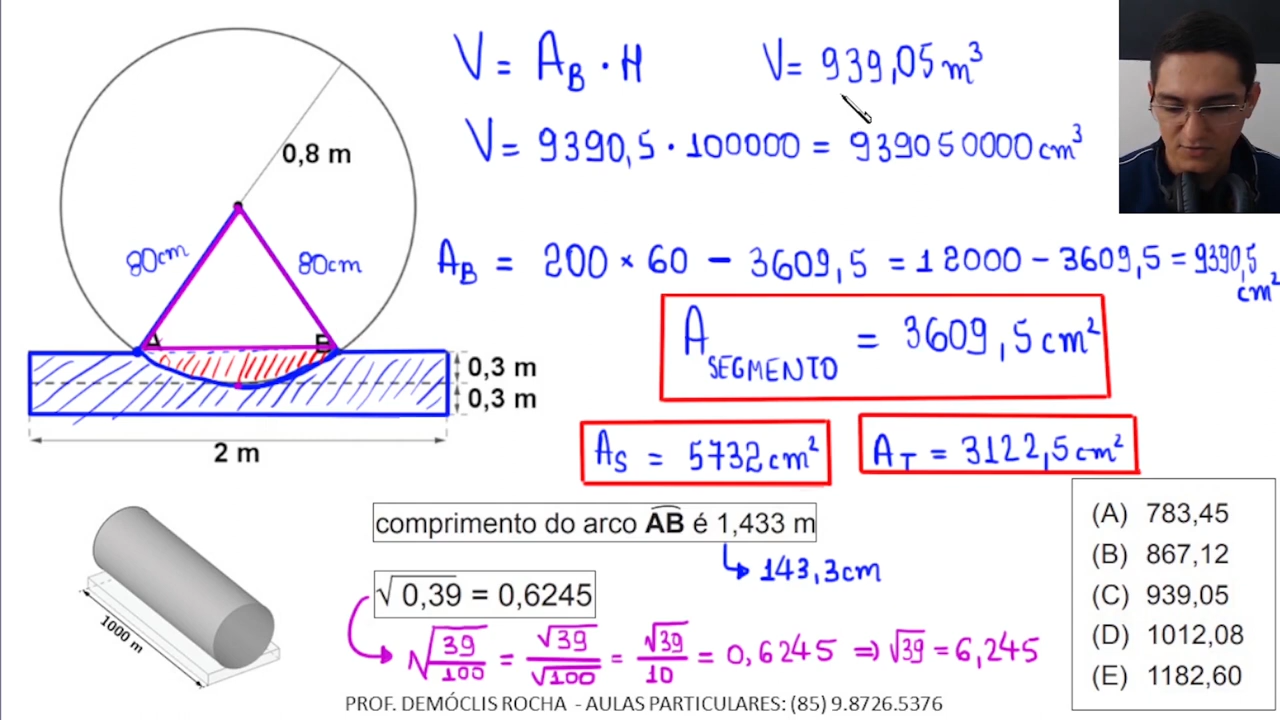 V = A_B · H
V = 939,05 m³
0,8 m
V = 9390,5 · 100000 = 939050000 cm³
80cm
80cm
A_B = 200 × 60 − 2609,5 = 12000 − 2609,5 = 9390,5 cm²
A
B
A_SEGMENTO = 2609,5 cm²
0,3 m
0,3 m
2 m
A_S = 5732 cm²
A_T = 3122,5 cm²
comprimento do arco AB é 1,433 m
↳ 143,3cm
√0,39 = 0,6245
√(39/100) = √39/√100 = √39/10 = 0,6245 ⇒ √39 = 6,245
1000 m
(A) 783,45
(B) 867,12
(C) 939,05
(D) 1012,08
(E) 1182,60
PROF. DEMÓCLIS ROCHA - AULAS PARTICULARES: (85) 9.8726.5376